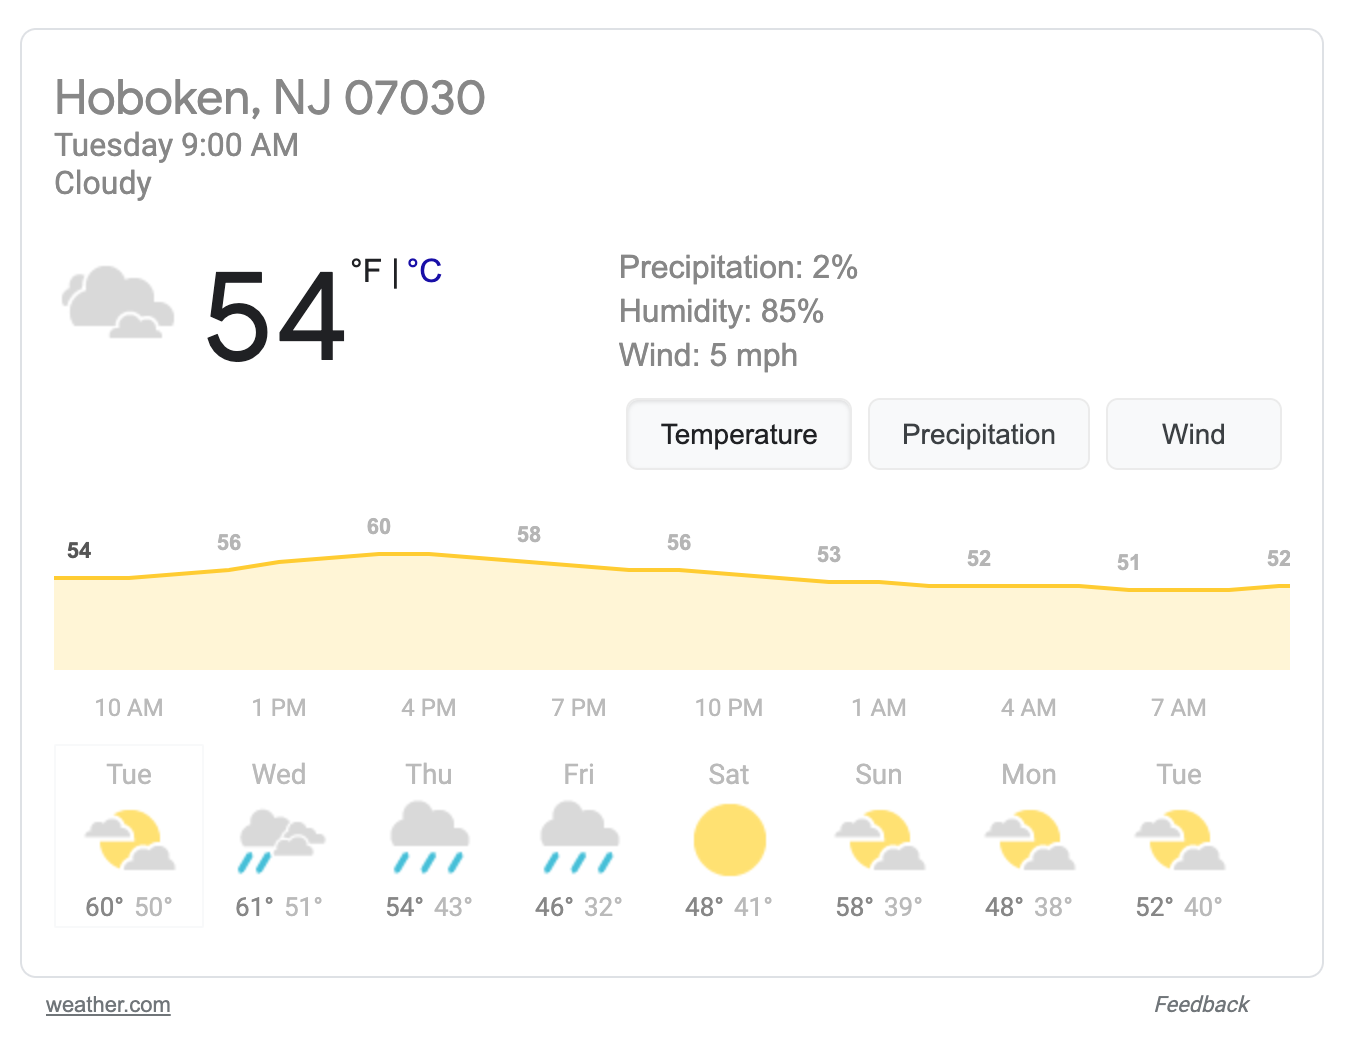 Hoboken, NJ 07030
Tuesday 9:00 AM
Cloudy
54 °F | °C
Precipitation: 2%
Humidity: 85%
Wind: 5 mph
Temperature Precipitation Wind
54 56 60 58 56 53 52 51 52
10 AM 1 PM 4 PM 7 PM 10 PM 1 AM 4 AM 7 AM
Tue Wed Thu Fri Sat Sun Mon Tue
60° 50° 61° 51° 54° 43° 46° 32° 48° 41° 58° 39° 48° 38° 52° 40°
weather.com Feedback